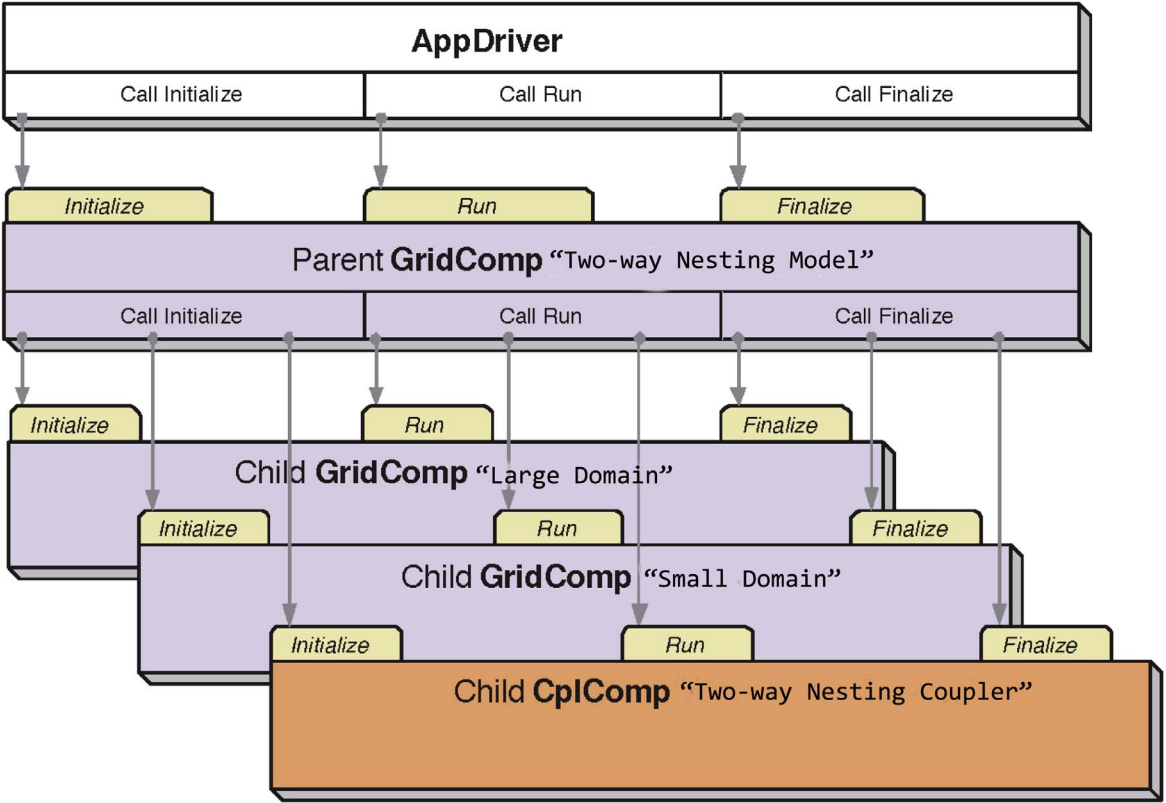 AppDriver
Call Initialize Call Run Call Finalize
Initialize Run Finalize
Parent GridComp “Two-way Nesting Model”
Call Initialize Call Run Call Finalize
Initialize Run Finalize
Child GridComp “Large Domain”
Initialize Run Finalize
Child GridComp “Small Domain”
Initialize Run Finalize
Child CplComp “Two-way Nesting Coupler”